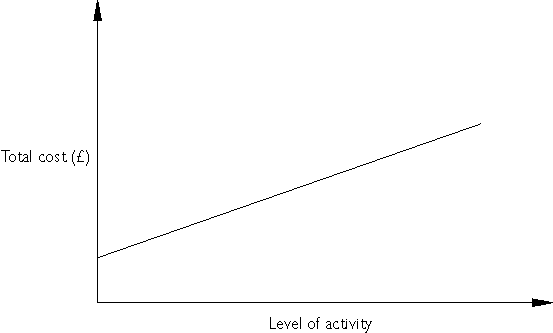 Total cost (£)
Level of activity